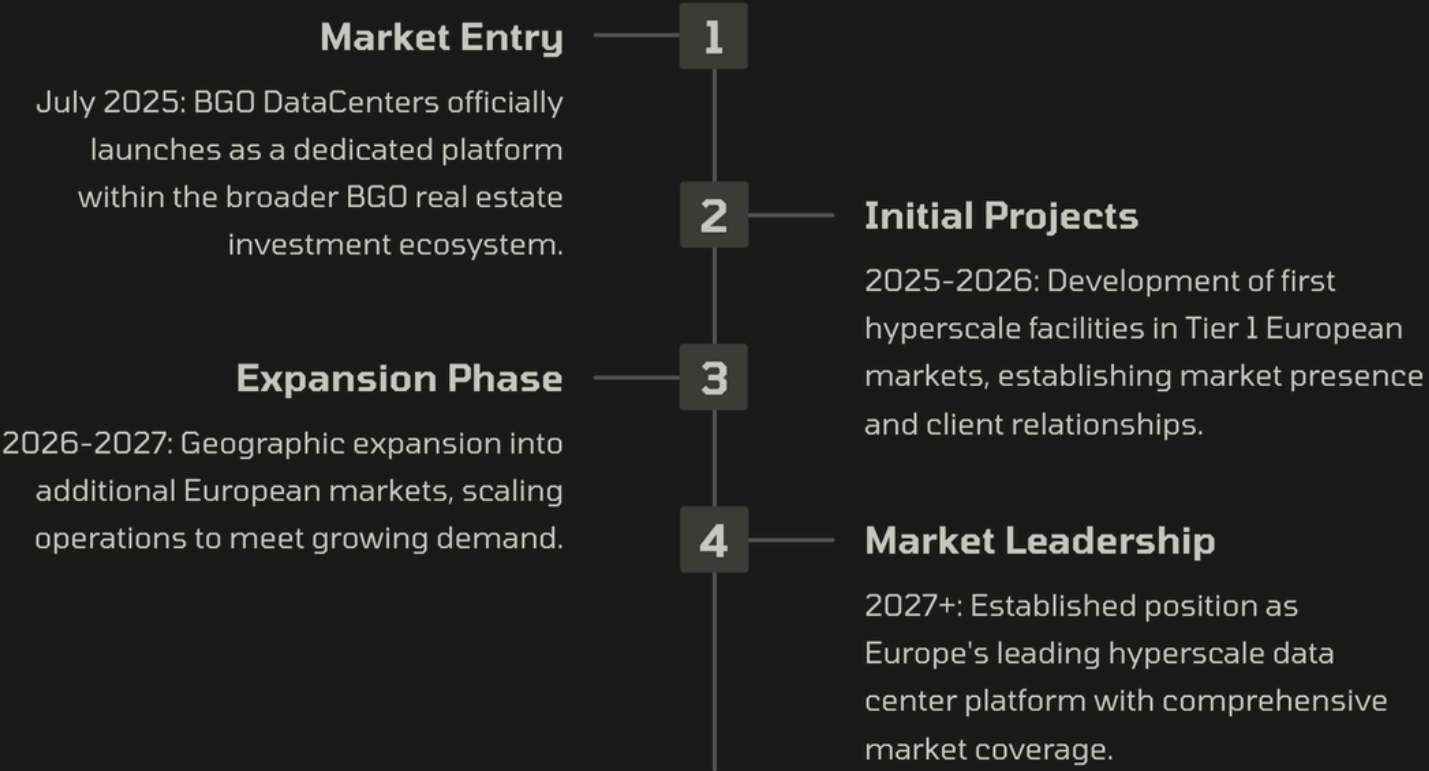 Market Entry
1
July 2025: BGO DataCenters officially
launches as a dedicated platform
within the broader BGO real estate
investment ecosystem.
2
Initial Projects
2025-2026: Development of first
hyperscale facilities in Tier 1 European
markets, establishing market presence
and client relationships.
Expansion Phase
3
2026-2027: Geographic expansion into
additional European markets, scaling
operations to meet growing demand.
4
Market Leadership
2027+: Established position as
Europe's leading hyperscale data
center platform with comprehensive
market coverage.